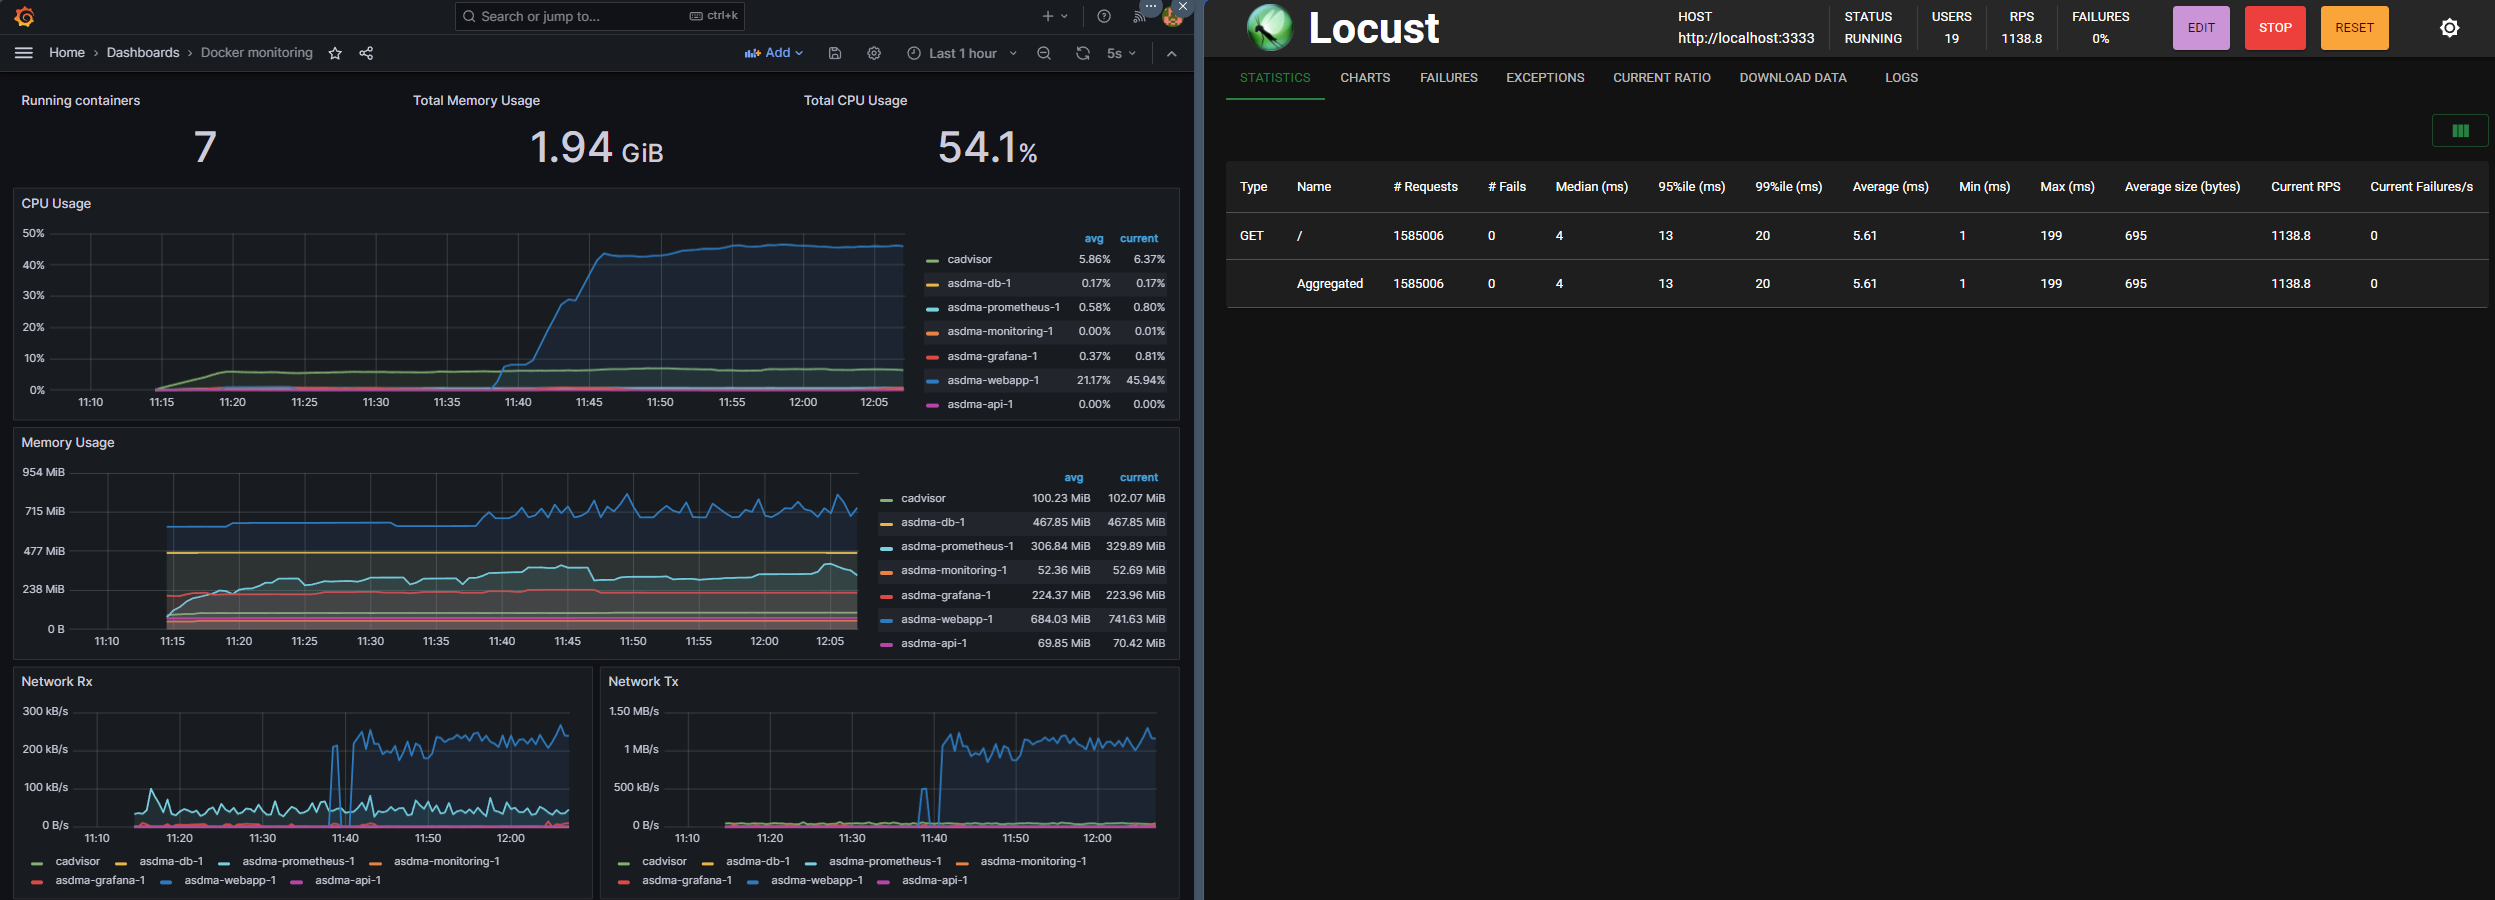 Search or jump to... ctrl+k
Home › Dashboards › Docker monitoring Add Last 1 hour 5s
Running containers
7
Total Memory Usage
1.94 GiB
Total CPU Usage
54.1%
CPU Usage
50%
40%
30%
20%
10%
0%
11:10 11:15 11:20 11:25 11:30 11:35 11:40 11:45 11:50 11:55 12:00 12:05
avg current
cadvisor 5.86% 6.37%
asdma-db-1 0.17% 0.17%
asdma-prometheus-1 0.58% 0.80%
asdma-monitoring-1 0.00% 0.01%
asdma-grafana-1 0.37% 0.81%
asdma-webapp-1 21.17% 45.94%
asdma-api-1 0.00% 0.00%
Memory Usage
954 MiB
715 MiB
477 MiB
238 MiB
0 B
11:10 11:15 11:20 11:25 11:30 11:35 11:40 11:45 11:50 11:55 12:00 12:05
avg current
cadvisor 100.23 MiB 102.07 MiB
asdma-db-1 467.85 MiB 467.85 MiB
asdma-prometheus-1 306.84 MiB 329.89 MiB
asdma-monitoring-1 52.36 MiB 52.69 MiB
asdma-grafana-1 224.37 MiB 223.96 MiB
asdma-webapp-1 684.03 MiB 741.63 MiB
asdma-api-1 69.85 MiB 70.42 MiB
Network Rx
300 kB/s
200 kB/s
100 kB/s
0 B/s
11:10 11:20 11:30 11:40 11:50 12:00
cadvisor asdma-db-1 asdma-prometheus-1 asdma-monitoring-1
asdma-grafana-1 asdma-webapp-1 asdma-api-1
Network Tx
1.50 MB/s
1 MB/s
500 kB/s
0 B/s
11:10 11:20 11:30 11:40 11:50 12:00
cadvisor asdma-db-1 asdma-prometheus-1 asdma-monitoring-1
asdma-grafana-1 asdma-webapp-1 asdma-api-1
Locust
HOST
http://localhost:3333
STATUS
RUNNING
USERS
19
RPS
1138.8
FAILURES
0%
EDIT STOP RESET
STATISTICS CHARTS FAILURES EXCEPTIONS CURRENT RATIO DOWNLOAD DATA LOGS
Type Name # Requests # Fails Median (ms) 95%ile (ms) 99%ile (ms) Average (ms) Min (ms) Max (ms) Average size (bytes) Current RPS Current Failures/s
GET / 1585006 0 4 13 20 5.61 1 199 695 1138.8 0
Aggregated 1585006 0 4 13 20 5.61 1 199 695 1138.8 0